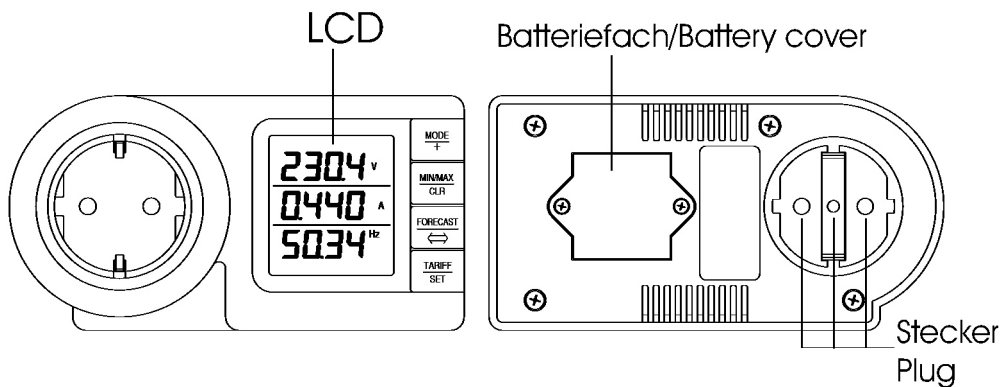 LCD
Batteriefach/Battery cover
230.4 V
0.440 A
50.34 Hz
MODE
+
MIN/MAX
CLR
FORECAST
⇔
TARIFF
SET
Stecker
Plug